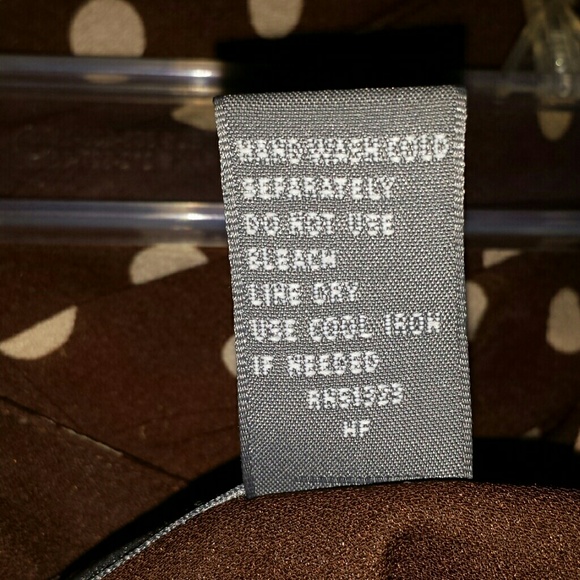 HAND WASH COLD
SEPARATELY
DO NOT USE
BLEACH
LINE DRY
USE COOL IRON
IF NEEDED
HF